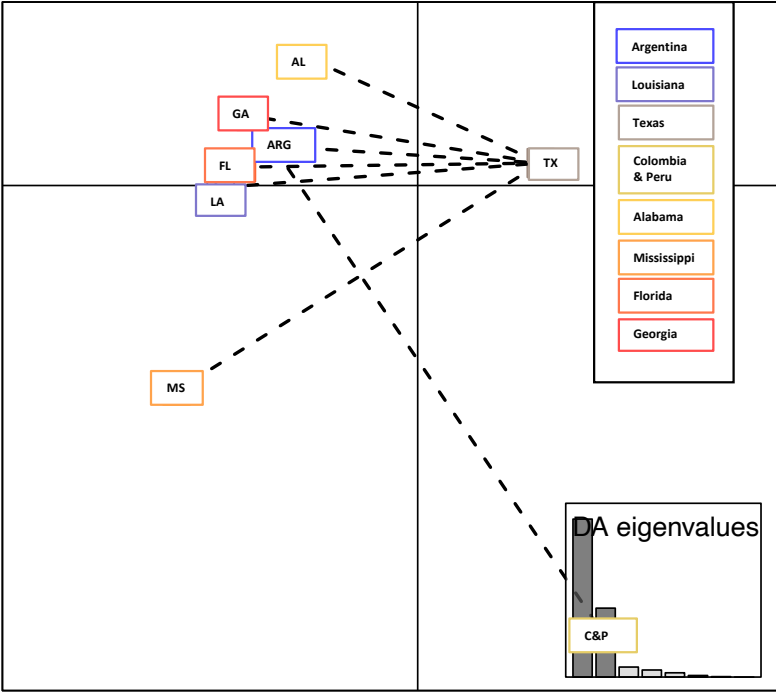 AL
GA
ARG
FL
TX
LA
MS
Argentina
Louisiana
Texas
Colombia
& Peru
Alabama
Mississippi
Florida
Georgia
DA eigenvalues
C&P